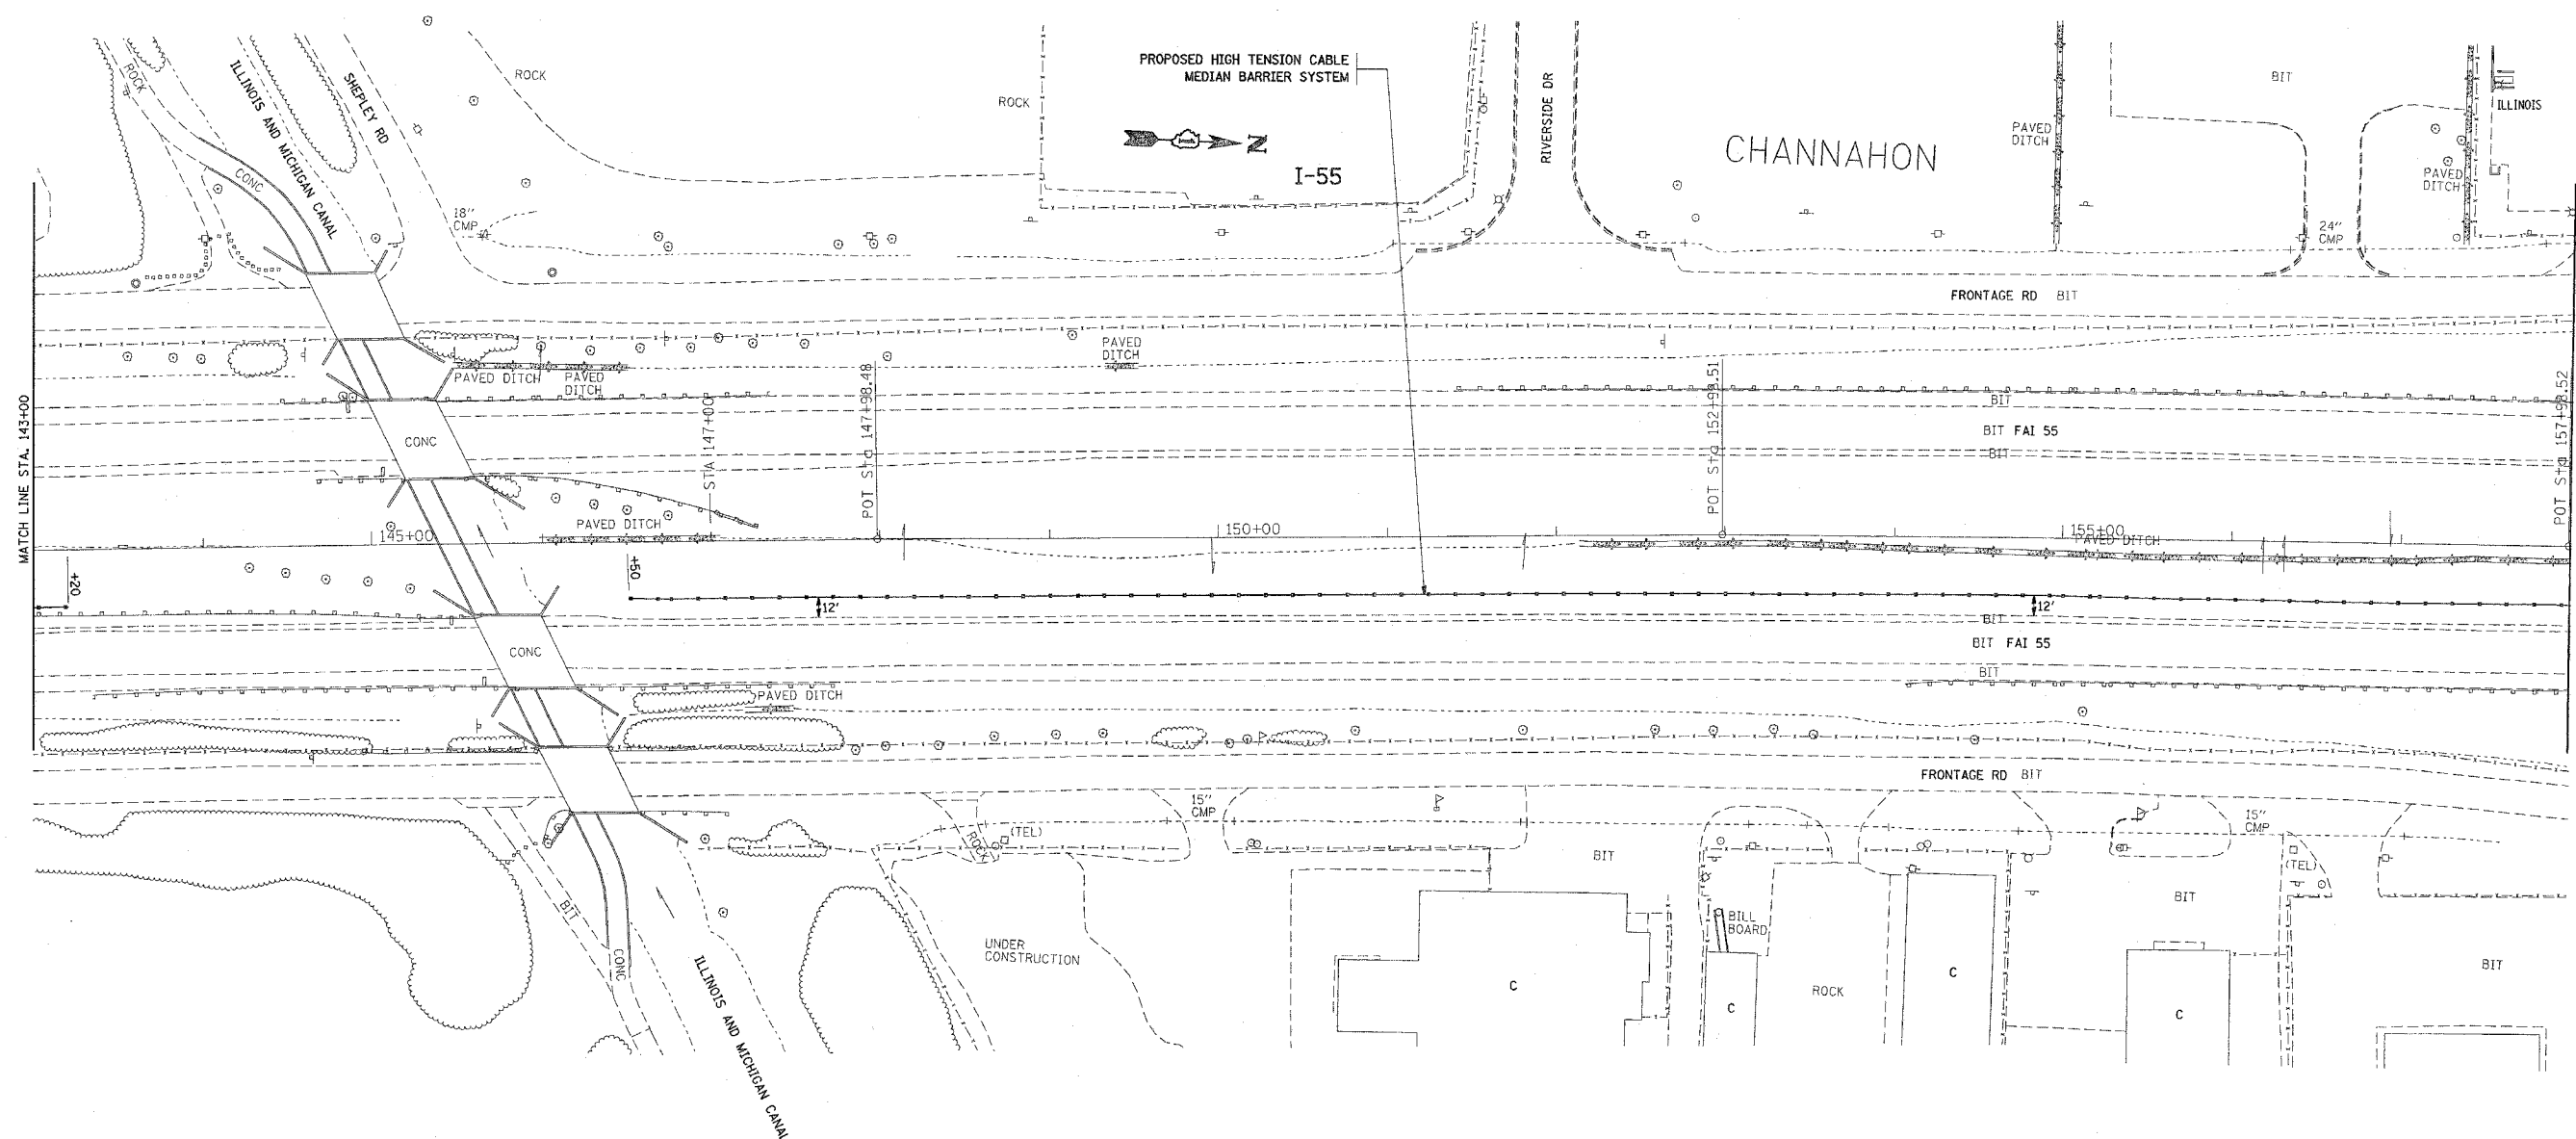 PROPOSED HIGH TENSION CABLE
MEDIAN BARRIER SYSTEM
ROCK
ILLINOIS AND MICHIGAN CANAL
SHEPLEY RD
ROCK
ROCK
RIVERSIDE DR
CHANNAHON
PAVED
DITCH
BIT
ILLINOIS
PAVED
DITCH
N
I-55
CONC
18"
CMP
24"
CMP
FRONTAGE RD BIT
PAVED DITCH
PAVED
DITCH
PAVED
DITCH
MATCH LINE STA. 143+00
STA 147+00
POT Sta 147+98.48
POT Sta 152+98.51
POT Sta 157+98.52
BIT
CONC
BIT FAI 55
BIT
PAVED DITCH
145+00
150+00
155+00
PAVED DITCH
+20
+50
12'
12'
BIT
CONC
BIT FAI 55
BIT
PAVED DITCH
FRONTAGE RD BIT
15"
CMP
15"
CMP
(TEL)
ROCK
BIT
(TEL)
BIT
BIT
BILL
BOARD
CONC
ILLINOIS AND MICHIGAN CANAL
UNDER
CONSTRUCTION
C
C
ROCK
C
C
BIT